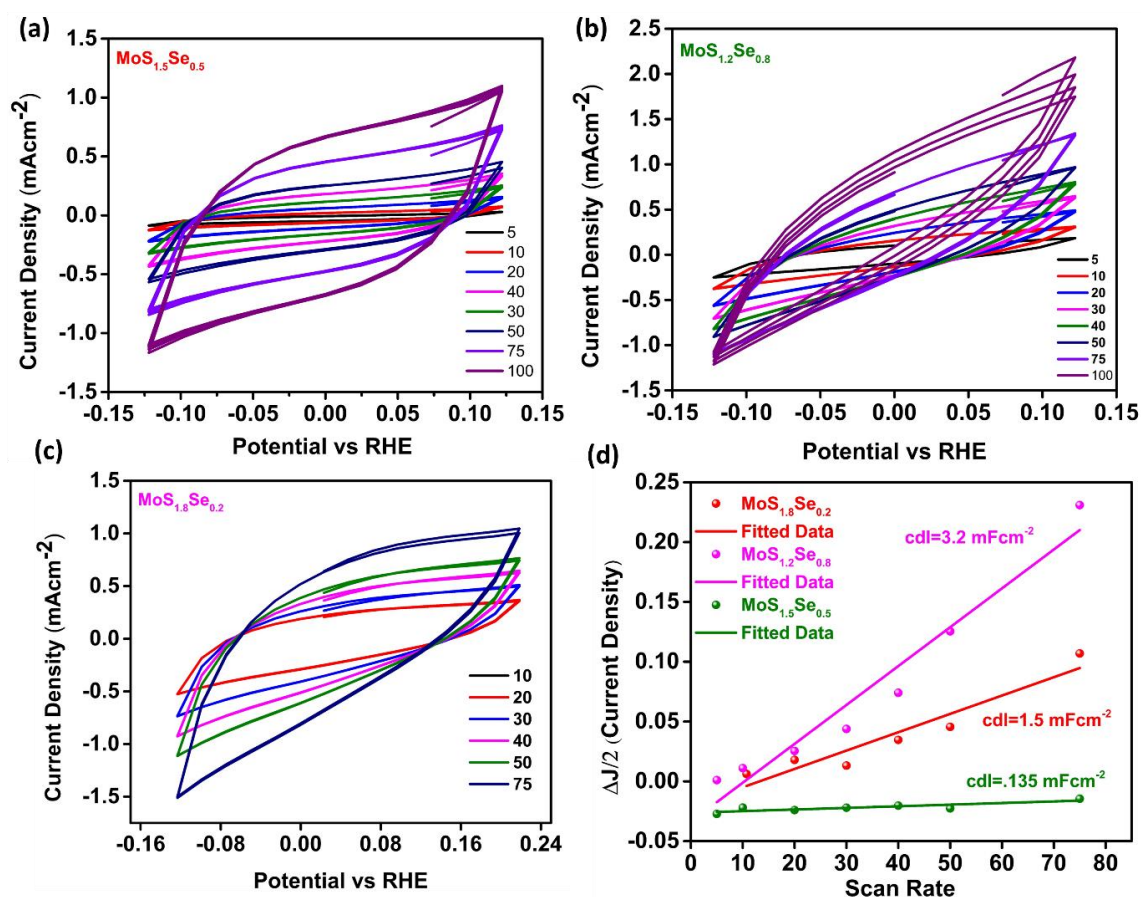 (a)
MoS1.5Se0.5
1.5
1.0
0.5
0.0
-0.5
-1.0
-1.5
Current Density (mAcm-2)
5
10
20
40
30
50
75
100
-0.15 -0.10 -0.05 0.00 0.05 0.10 0.15
Potential vs RHE
(b)
MoS1.2Se0.8
2.5
2.0
1.5
1.0
0.5
0.0
-0.5
-1.0
-1.5
Current Density (mAcm-2)
5
10
20
30
40
50
75
100
-0.15 -0.10 -0.05 0.00 0.05 0.10 0.15
Potential vs RHE
(c)
MoS1.8Se0.2
1.5
1.0
0.5
0.0
-0.5
-1.0
-1.5
Current Density (mAcm-2)
10
20
30
40
50
75
-0.16 -0.08 0.00 0.08 0.16 0.24
Potential vs RHE
(d)
0.25
0.20
0.15
0.10
0.05
0.00
-0.05
ΔJ/2 (Current Density)
MoS1.8Se0.2
Fitted Data
MoS1.2Se0.8
Fitted Data
MoS1.5Se0.5
Fitted Data
cdl=3.2 mFcm-2
cdl=1.5 mFcm-2
cdl=.135 mFcm-2
0 10 20 30 40 50 60 70 80
Scan Rate